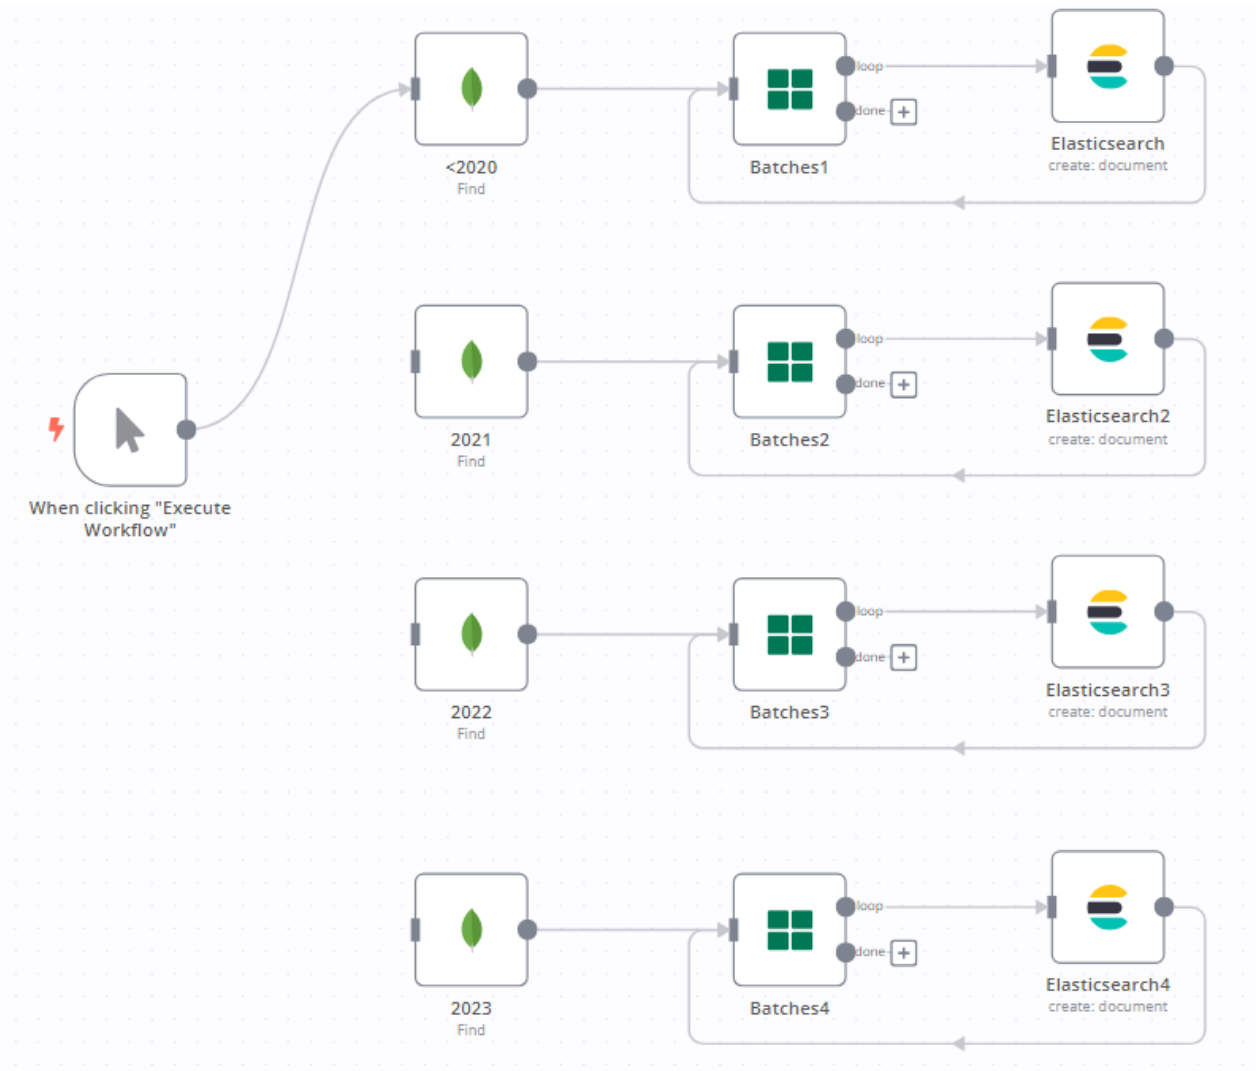 loop
done
<2020
Find
Batches1
Elasticsearch
create: document
loop
done
2021
Find
Batches2
Elasticsearch2
create: document
When clicking "Execute
Workflow"
loop
done
2022
Find
Batches3
Elasticsearch3
create: document
loop
done
2023
Find
Batches4
Elasticsearch4
create: document